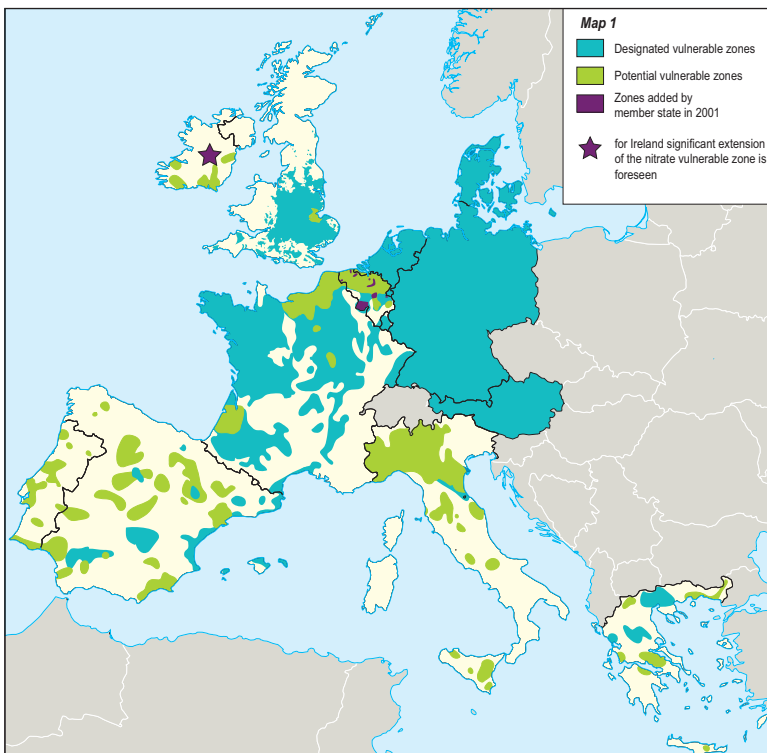 Map 1
Designated vulnerable zones
Potential vulnerable zones
Zones added by
member state in 2001
for Ireland significant extension
of the nitrate vulnerable zone is
foreseen